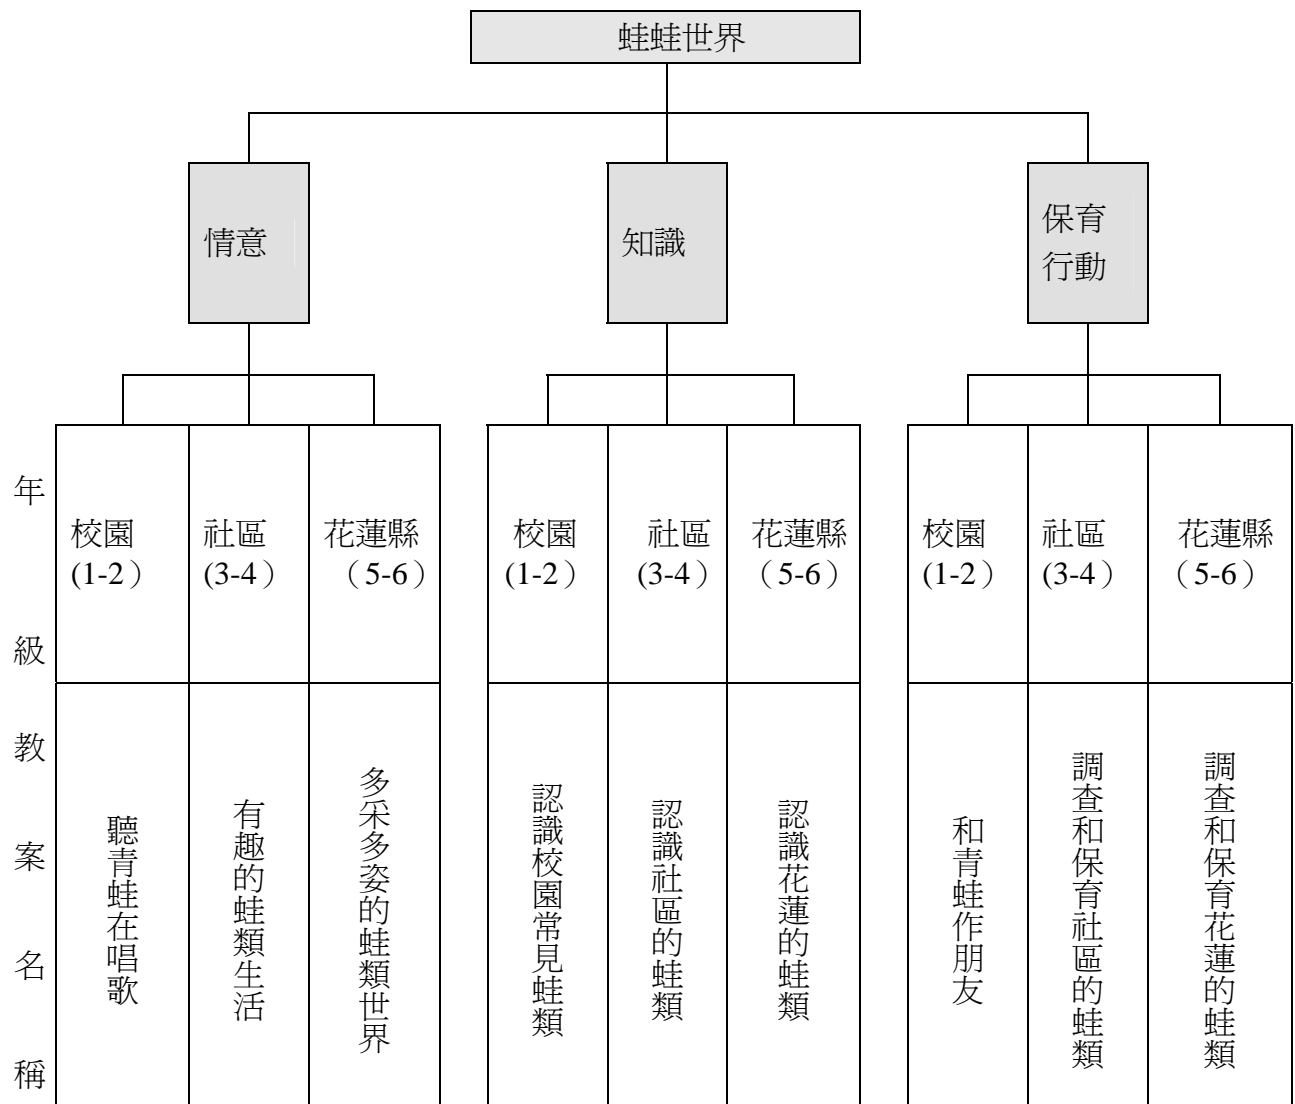 蛙蛙世界
情意
知識
保育
行動
年級
校園
(1-2）
社區
(3-4）
花蓮縣
（5-6）
校園
(1-2）
社區
(3-4）
花蓮縣
（5-6）
校園
(1-2）
社區
(3-4）
花蓮縣
（5-6）
教案名稱
聽青蛙在唱歌
有趣的蛙類生活
多采多姿的蛙類世界
認識校園常見蛙類
認識社區的蛙類
認識花蓮的蛙類
和青蛙作朋友
調查和保育社區的蛙類
調查和保育花蓮的蛙類